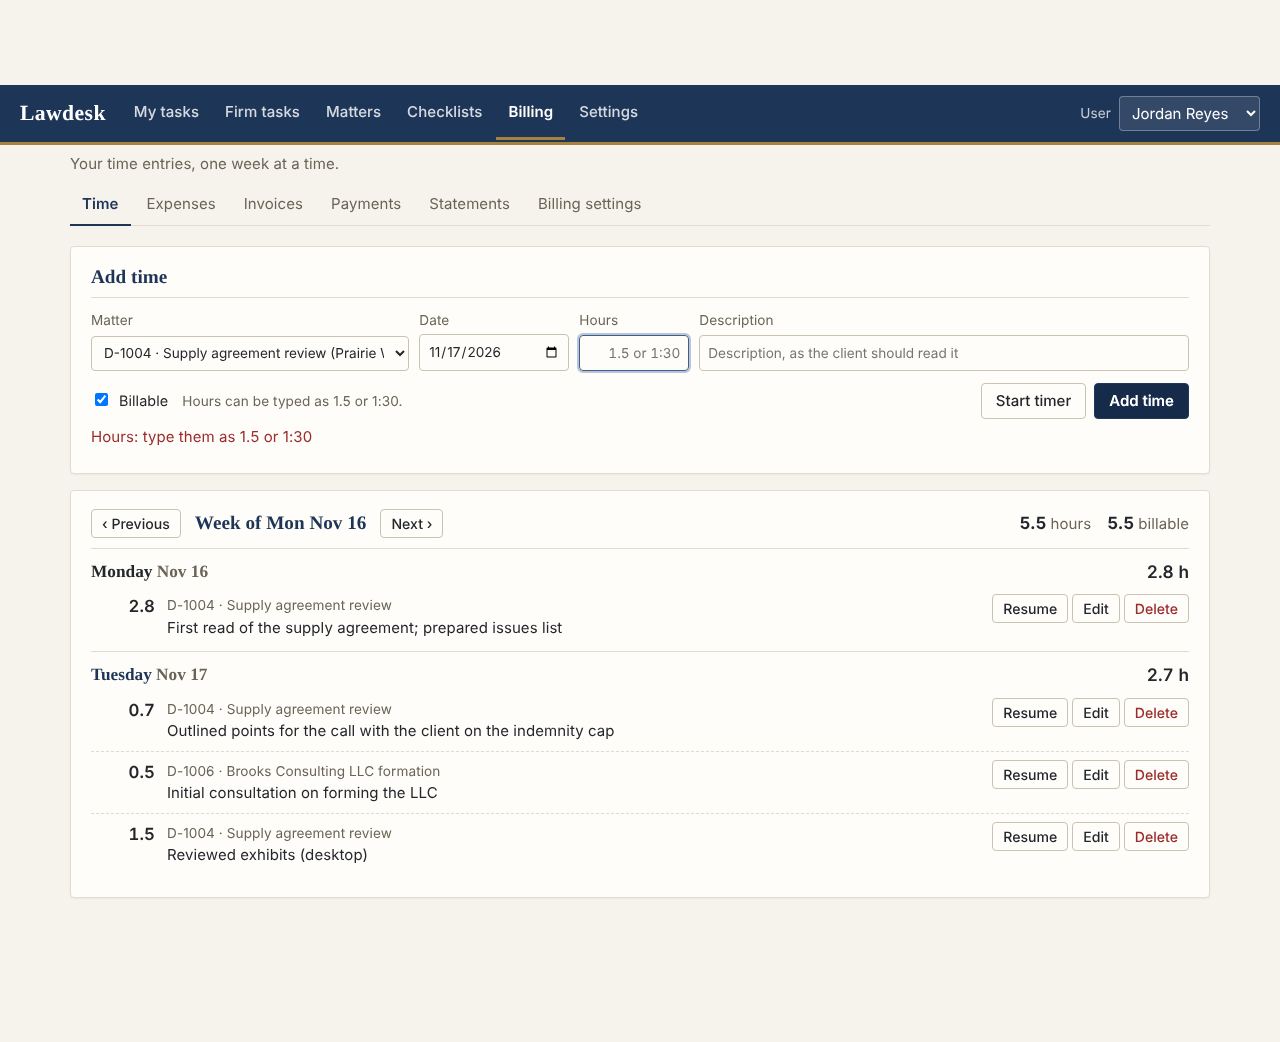 Lawdesk My tasks Firm tasks Matters Checklists Billing Settings User Jordan Reyes
Your time entries, one week at a time.
Time Expenses Invoices Payments Statements Billing settings
Add time
Matter Date Hours Description
D-1004 · Supply agreement review (Prairie 11/17/2026 1.5 or 1:30 Description, as the client should read it
Billable Hours can be typed as 1.5 or 1:30. Start timer Add time
Hours: type them as 1.5 or 1:30
‹ Previous Week of Mon Nov 16 Next › 5.5 hours 5.5 billable
Monday Nov 16 2.8 h
2.8 D-1004 · Supply agreement review Resume Edit Delete
First read of the supply agreement; prepared issues list
Tuesday Nov 17 2.7 h
0.7 D-1004 · Supply agreement review Resume Edit Delete
Outlined points for the call with the client on the indemnity cap
0.5 D-1006 · Brooks Consulting LLC formation Resume Edit Delete
Initial consultation on forming the LLC
1.5 D-1004 · Supply agreement review Resume Edit Delete
Reviewed exhibits (desktop)